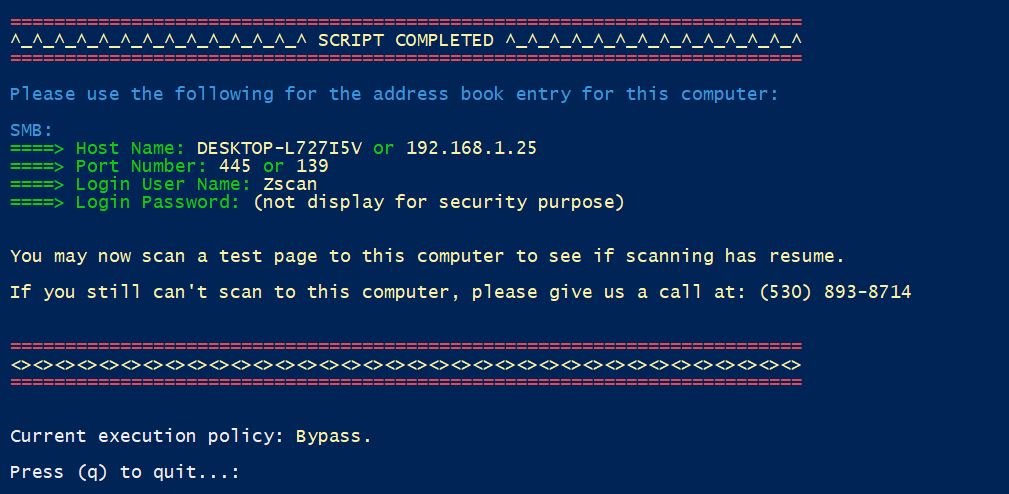 ========================================================================
^_^_^_^_^_^_^_^_^_^_^_^_^_^ SCRIPT COMPLETED ^_^_^_^_^_^_^_^_^_^_^_^_^_^
========================================================================
Please use the following for the address book entry for this computer:
SMB:
====> Host Name: DESKTOP-L727I5V or 192.168.1.25
====> Port Number: 445 or 139
====> Login User Name: Zscan
====> Login Password: (not display for security purpose)
You may now scan a test page to this computer to see if scanning has resume.
If you still can't scan to this computer, please give us a call at: (530) 893-8714
========================================================================
<><><><><><><><><><><><><><><><><><><><><><><><><><><><><><><><><><><><>
========================================================================
Current execution policy: Bypass.
Press (q) to quit...: